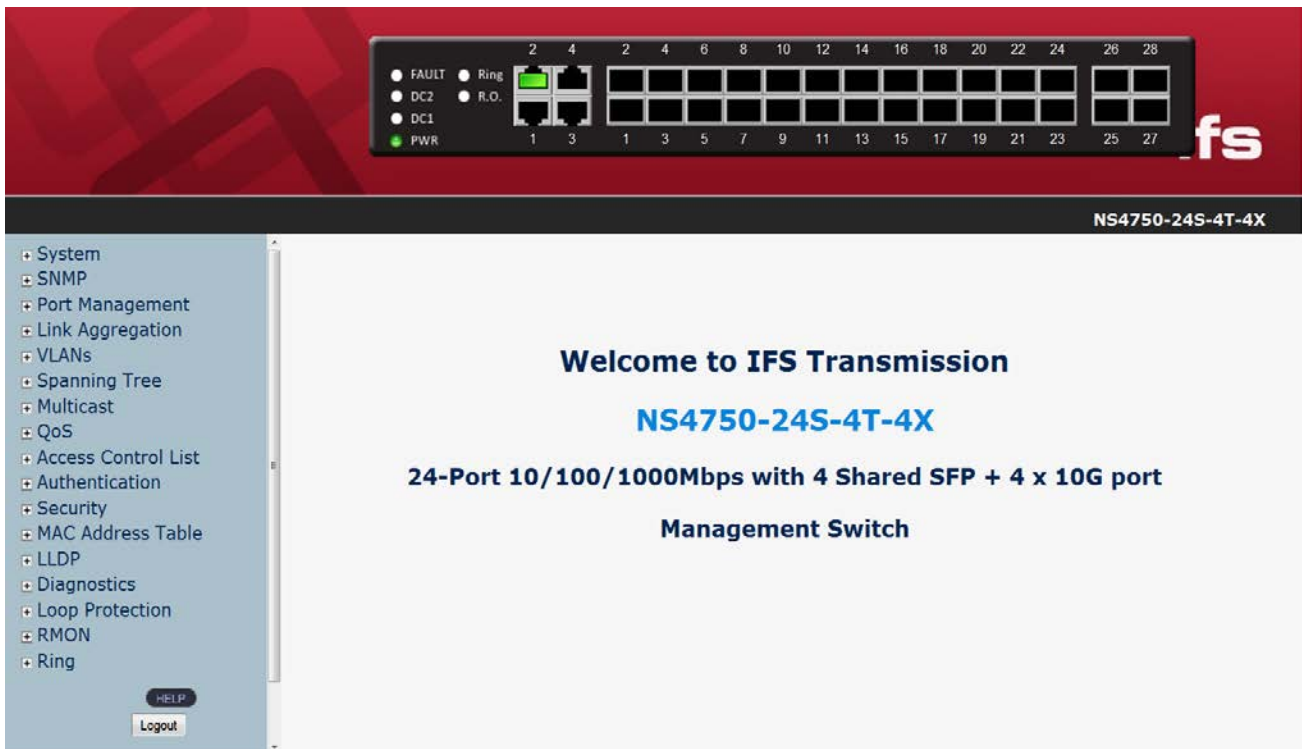 2 4 2 4 6 8 10 12 14 16 18 20 22 24 26 28
FAULT Ring
DC2 R.O.
DC1
PWR 1 3 1 3 5 7 9 11 13 15 17 19 21 23 25 27
ifs
NS4750-24S-4T-4X
System
SNMP
Port Management
Link Aggregation
VLANs
Spanning Tree
Multicast
QoS
Access Control List
Authentication
Security
MAC Address Table
LLDP
Diagnostics
Loop Protection
RMON
Ring
HELP
Logout
Welcome to IFS Transmission
NS4750-24S-4T-4X
24-Port 10/100/1000Mbps with 4 Shared SFP + 4 x 10G port
Management Switch